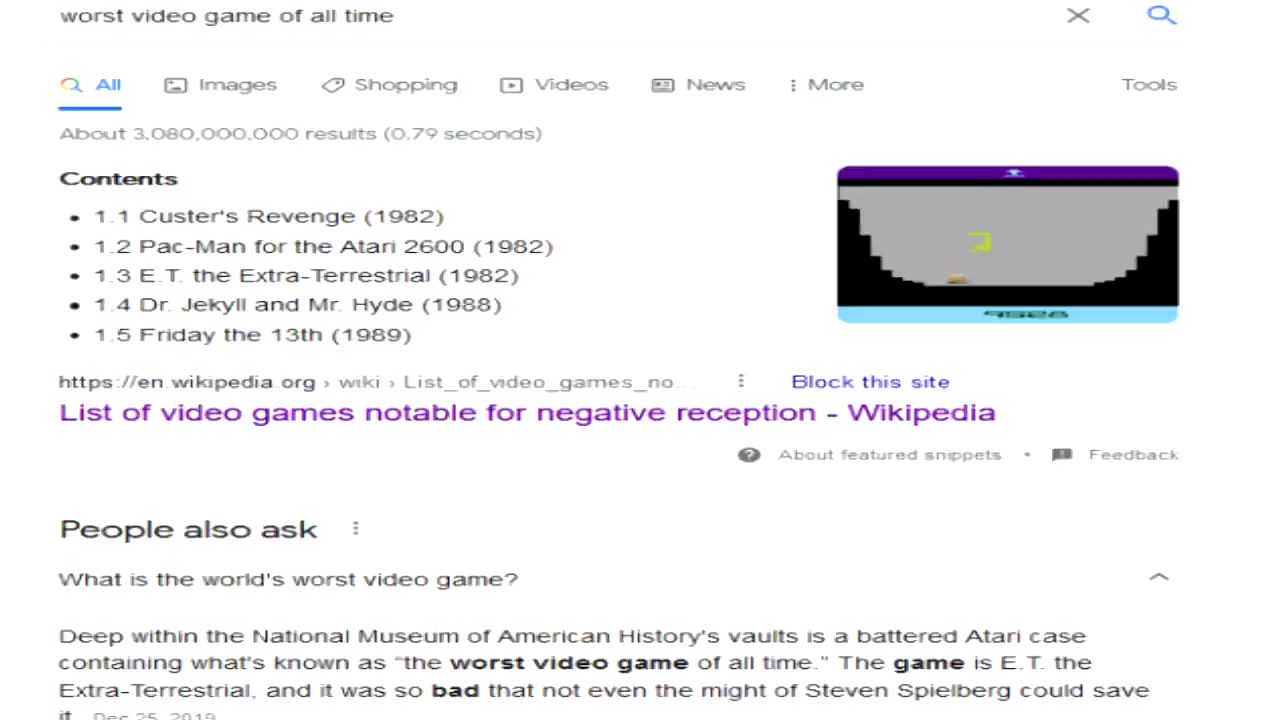 worst video game of all time
All Images Shopping Videos News More Tools
About 3,080,000,000 results (0.79 seconds)
Contents
1.1 Custer's Revenge (1982)
1.2 Pac-Man for the Atari 2600 (1982)
1.3 E.T. the Extra-Terrestrial (1982)
1.4 Dr. Jekyll and Mr. Hyde (1988)
1.5 Friday the 13th (1989)
https://en.wikipedia.org › wiki › List_of_video_games_no... Block this site
List of video games notable for negative reception - Wikipedia
About featured snippets • Feedback
People also ask
What is the world's worst video game?
Deep within the National Museum of American History's vaults is a battered Atari case
containing what's known as “the worst video game of all time.” The game is E.T. the
Extra-Terrestrial, and it was so bad that not even the might of Steven Spielberg could save
it. Dec 25, 2019